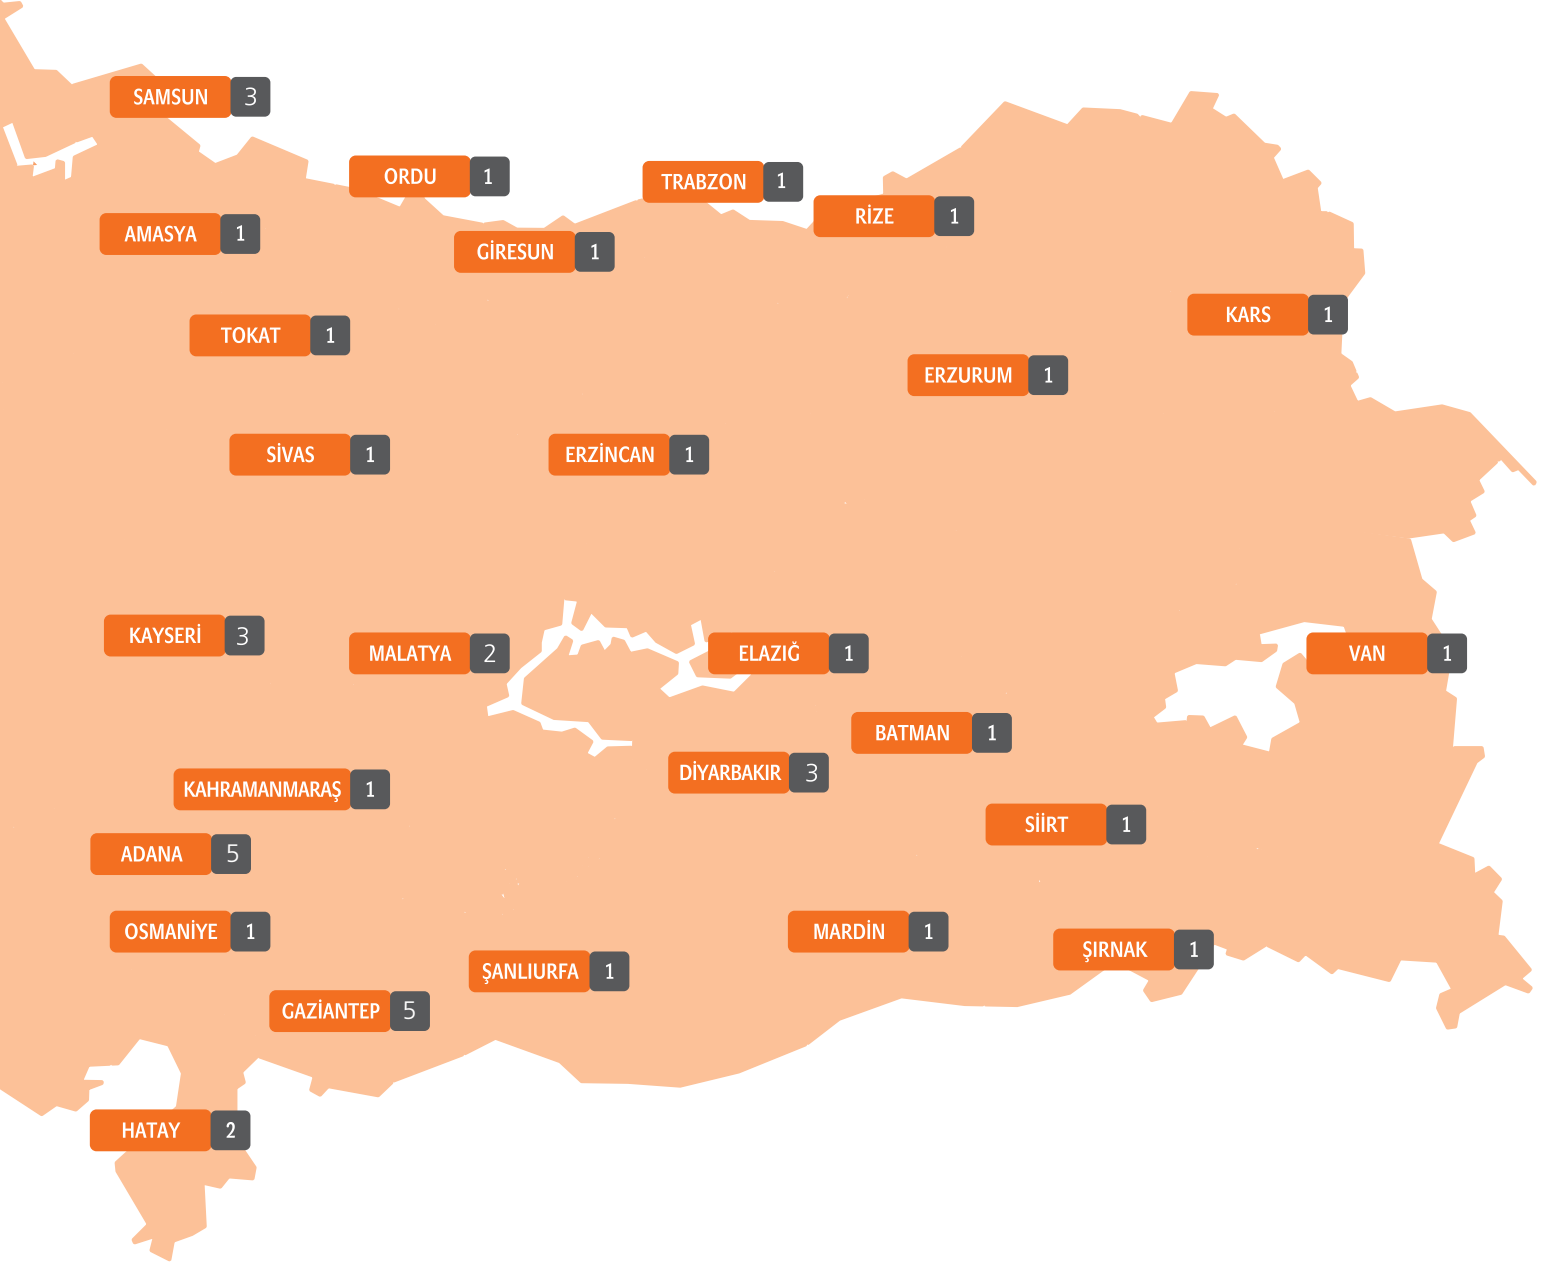 SAMSUN 3
ORDU 1
TRABZON 1
RİZE 1
AMASYA 1
GİRESUN 1
KARS 1
TOKAT 1
ERZURUM 1
SİVAS 1
ERZİNCAN 1
KAYSERİ 3
MALATYA 2
ELAZIĞ 1
VAN 1
BATMAN 1
DİYARBAKIR 3
KAHRAMANMARAŞ 1
SİİRT 1
ADANA 5
OSMANİYE 1
MARDİN 1
ŞIRNAK 1
ŞANLIURFA 1
GAZİANTEP 5
HATAY 2